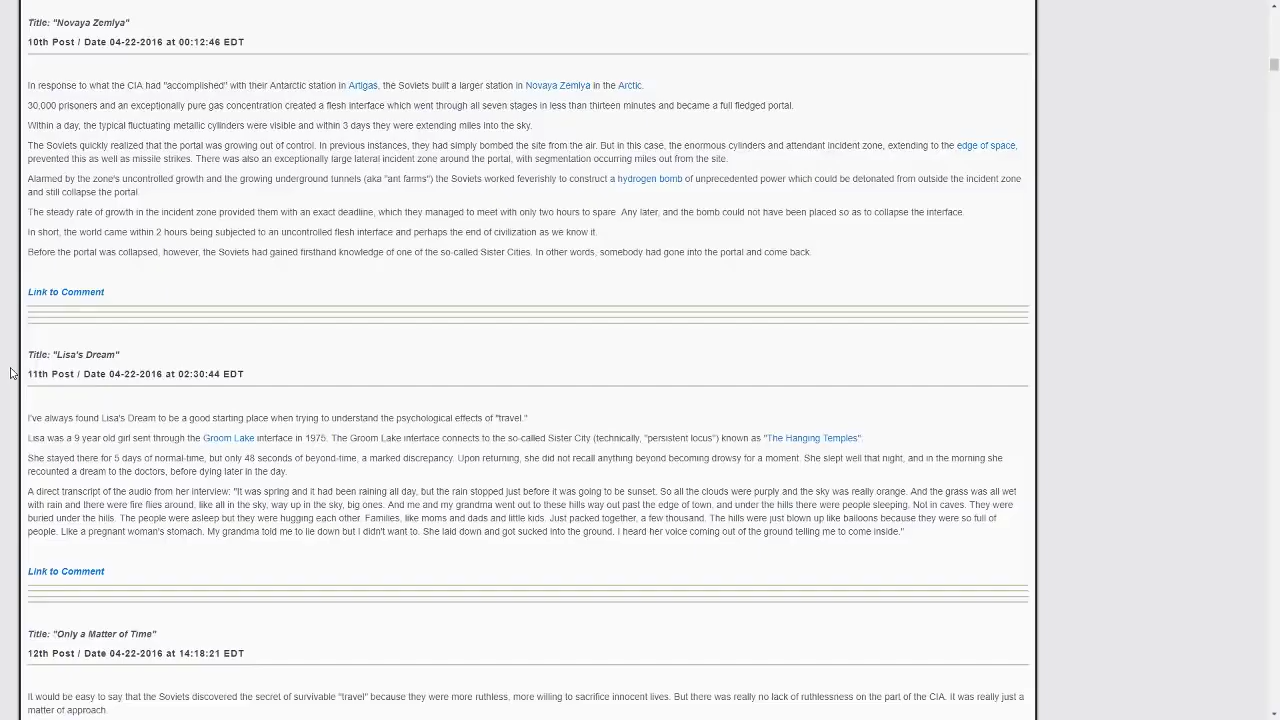 Title: "Novaya Zemlya"
10th Post / Date 04-22-2016 at 00:12:46 EDT
In response to what the CIA had "accomplished" with their Antarctic station in Artigas, the Soviets built a larger station in Novaya Zemlya in the Arctic.
30,000 prisoners and an exceptionally pure gas concentration created a flesh interface which went through all seven stages in less than thirteen minutes and became a full fledged portal.
Within a day, the typical fluctuating metallic cylinders were visible and within 3 days they were extending miles into the sky.
The Soviets quickly realized that the portal was growing out of control. In previous instances, they had simply bombed the site from the air. But in this case, the enormous cylinders and attendant incident zone, extending to the edge of space,
prevented this as well as missile strikes. There was also an exceptionally large lateral incident zone around the portal, with segmentation occurring miles out from the site.
Alarmed by the zone's uncontrolled growth and the growing underground tunnels (aka "ant farms") the Soviets worked feverishly to construct a hydrogen bomb of unprecedented power which could be detonated from outside the incident zone
and still collapse the portal.
The steady rate of growth in the incident zone provided them with an exact deadline, which they managed to meet with only two hours to spare. Any later, and the bomb could not have been placed so as to collapse the interface.
In short, the world came within 2 hours being subjected to an uncontrolled flesh interface and perhaps the end of civilization as we know it.
Before the portal was collapsed, however, the Soviets had gained firsthand knowledge of one of the so-called Sister Cities. In other words, somebody had gone into the portal and come back.
Link to Comment
Title: "Lisa's Dream"
11th Post / Date 04-22-2016 at 02:30:44 EDT
I've always found Lisa's Dream to be a good starting place when trying to understand the psychological effects of "travel."
Lisa was a 9 year old girl sent through the Groom Lake interface in 1975. The Groom Lake interface connects to the so-called Sister City (technically, "persistent locus") known as "The Hanging Temples".
She stayed there for 5 days of normal-time, but only 48 seconds of beyond-time, a marked discrepancy. Upon returning, she did not recall anything beyond becoming drowsy for a moment. She slept well that night, and in the morning she
recounted a dream to the doctors, before dying later in the day.
A direct transcript of the audio from her interview: "It was spring and it had been raining all day, but the rain stopped just before it was going to be sunset. So all the clouds were purply and the sky was really orange. And the grass was all wet
with rain and there were fire flies around, like all in the sky, way up in the sky, big ones. And me and my grandma went out to these hills way out past the edge of town, and under the hills there were people sleeping. Not in caves. They were
buried under the hills. The people were asleep but they were hugging each other. Families, like moms and dads and little kids. Just packed together, a few thousand. The hills were just blown up like balloons because they were so full of
people. Like a pregnant woman's stomach. My grandma told me to lie down but I didn't want to. She laid down and got sucked into the ground. I heard her voice coming out of the ground telling me to come inside."
Link to Comment
Title: "Only a Matter of Time"
12th Post / Date 04-22-2016 at 14:18:21 EDT
It would be easy to say that the Soviets discovered the secret of survivable "travel" because they were more ruthless, more willing to sacrifice innocent lives. But there was really no lack of ruthlessness on the part of the CIA. It was really just a
matter of approach.